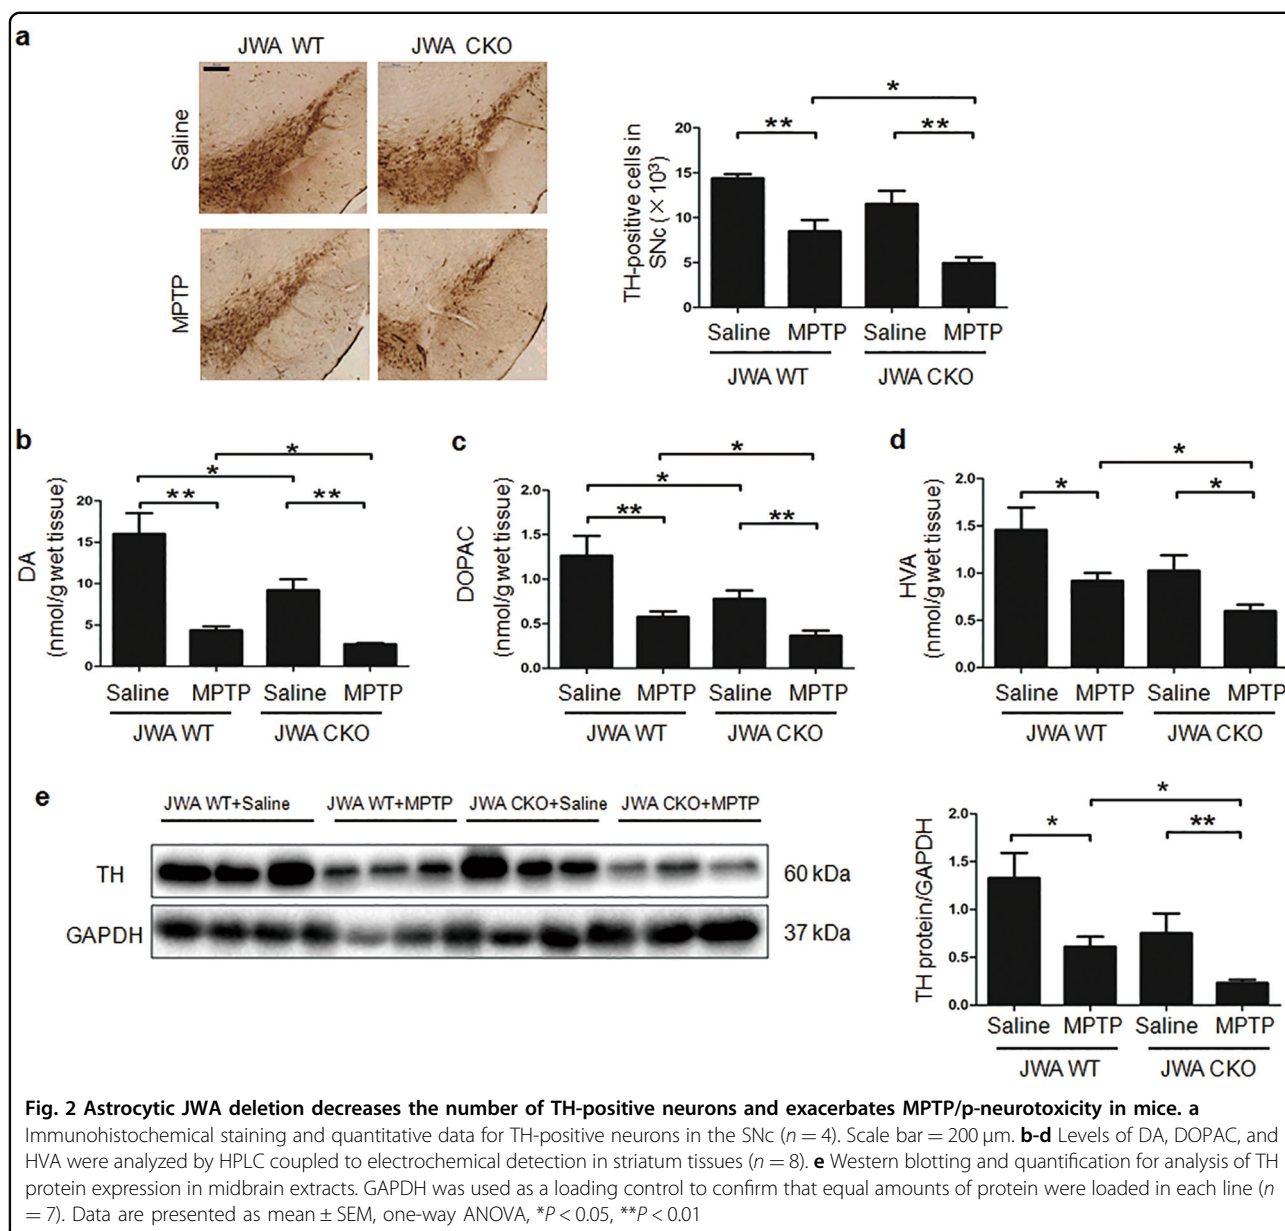 a
JWA WT
JWA CKO
Saline
MPTP
TH-positive cells in
SNc (× 10³)
20
15
10
5
0
**
**
*
Saline MPTP Saline MPTP
JWA WT JWA CKO
b
DA
(nmol/g wet tissue)
20
15
10
5
0
*
*
**
**
Saline MPTP Saline MPTP
JWA WT JWA CKO
c
DOPAC
(nmol/g wet tissue)
2.0
1.5
1.0
0.5
0.0
*
*
**
**
Saline MPTP Saline MPTP
JWA WT JWA CKO
d
HVA
(nmol/g wet tissue)
2.0
1.5
1.0
0.5
0.0
*
*
*
Saline MPTP Saline MPTP
JWA WT JWA CKO
e
JWA WT+Saline JWA WT+MPTP JWA CKO+Saline JWA CKO+MPTP
TH 60 kDa
GAPDH 37 kDa
TH protein/GAPDH
2.0
1.5
1.0
0.5
0.0
*
*
**
Saline MPTP Saline MPTP
JWA WT JWA CKO
Fig. 2 Astrocytic JWA deletion decreases the number of TH-positive neurons and exacerbates MPTP/p-neurotoxicity in mice. a
Immunohistochemical staining and quantitative data for TH-positive neurons in the SNc (n = 4). Scale bar = 200 µm. b-d Levels of DA, DOPAC, and
HVA were analyzed by HPLC coupled to electrochemical detection in striatum tissues (n = 8). e Western blotting and quantification for analysis of TH
protein expression in midbrain extracts. GAPDH was used as a loading control to confirm that equal amounts of protein were loaded in each line (n
= 7). Data are presented as mean ± SEM, one-way ANOVA, *P < 0.05, **P < 0.01